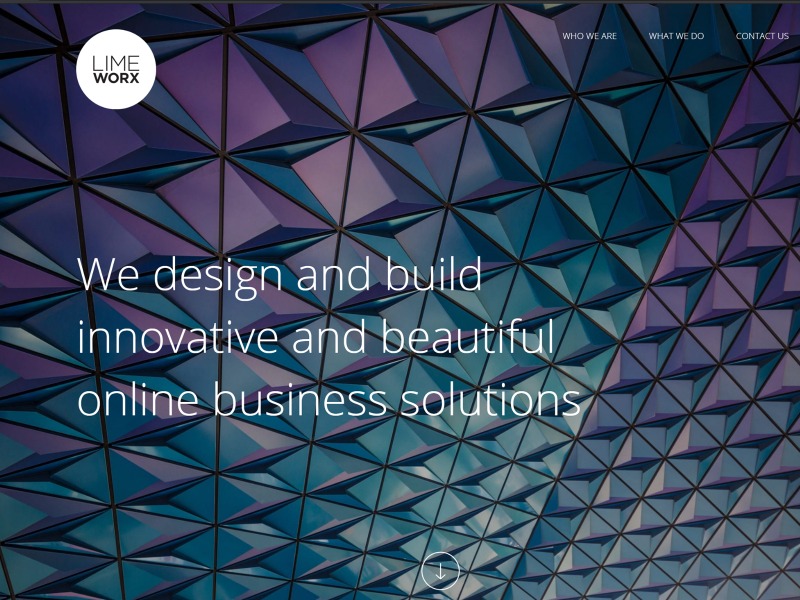 LIME
WORX
WHO WE ARE
WHAT WE DO
CONTACT US
We design and build
innovative and beautiful
online business solutions